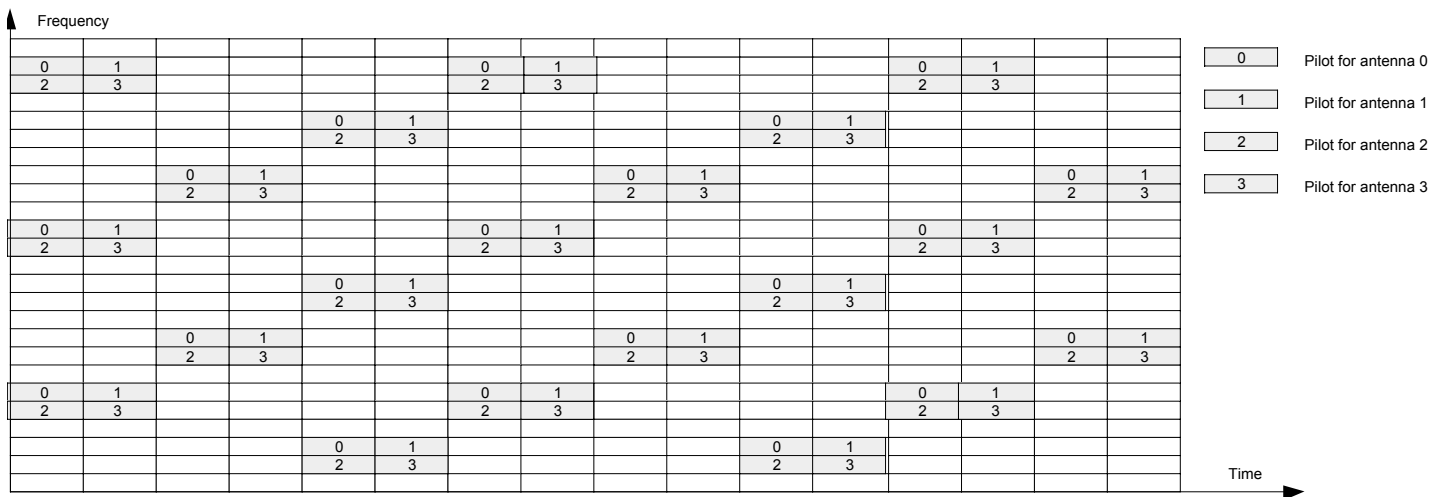 Frequency
0 1 0 1 0 1
2 3 2 3 2 3
0 1 0 1
2 3 2 3
0 1 0 1 0 1
2 3 2 3 2 3
0 1 0 1 0 1
2 3 2 3 2 3
0 1 0 1
2 3 2 3
0 1 0 1 0 1
2 3 2 3 2 3
0 1 0 1 0 1
2 3 2 3 2 3
0 1 0 1
2 3 2 3
Time
0 Pilot for antenna 0
1 Pilot for antenna 1
2 Pilot for antenna 2
3 Pilot for antenna 3